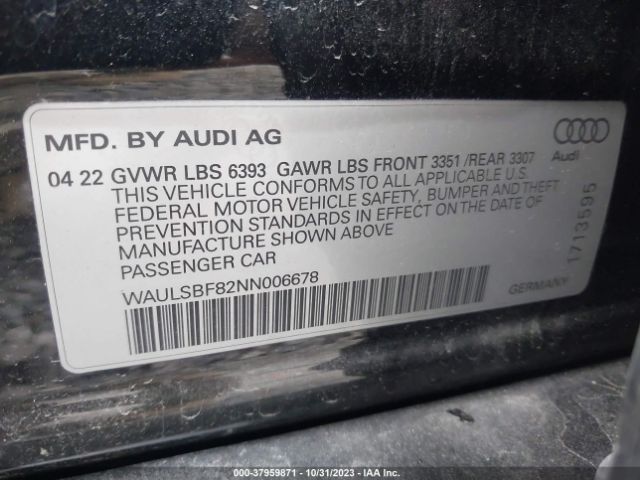 MFD. BY AUDI AG
04 22 GVWR LBS 6393 GAWR LBS FRONT 3351 /REAR 3307
THIS VEHICLE CONFORMS TO ALL APPLICABLE U.S.
FEDERAL MOTOR VEHICLE SAFETY, BUMPER AND THEFT
PREVENTION STANDARDS IN EFFECT ON THE DATE OF
MANUFACTURE SHOWN ABOVE
PASSENGER CAR
WAULSBF82NN006678
Audi
1713595
GERMANY
000-37959871 | 10/31/2023 | IAA Inc.